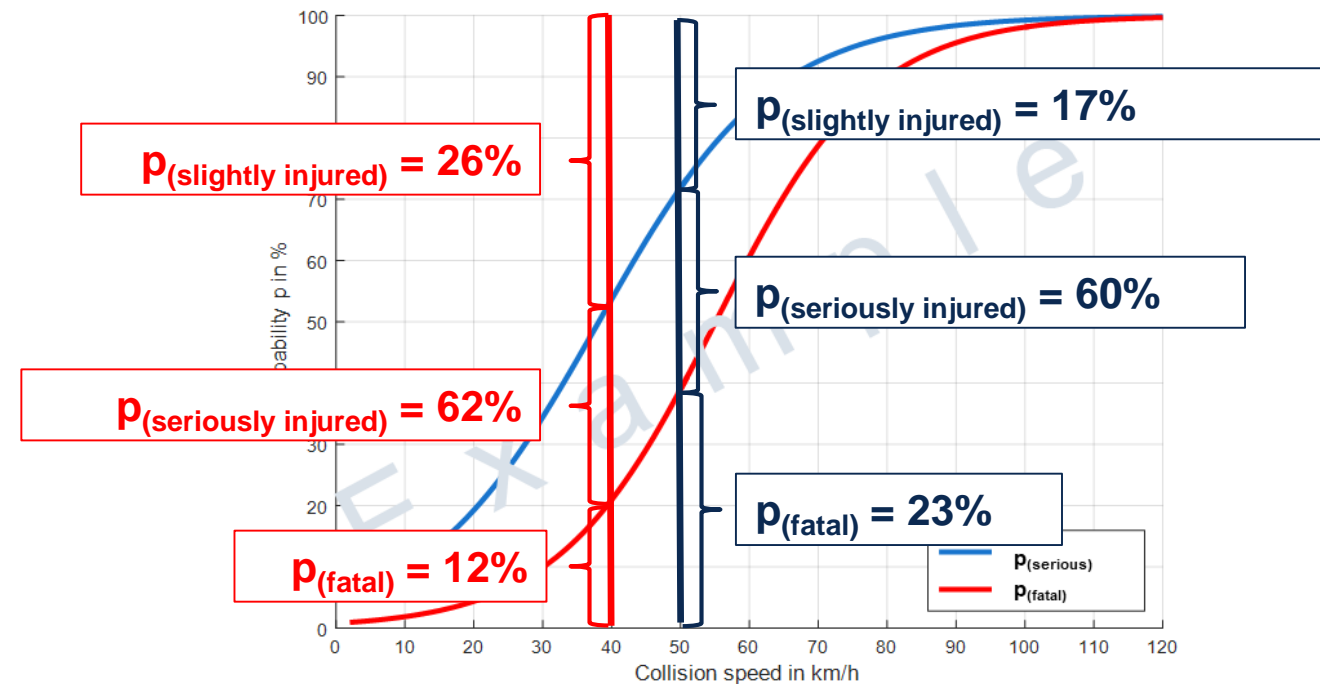 100
90
70
60
50
30
20
10
0
0 10 20 30 40 50 60 70 80 90 100 110 120
Collision speed in km/h
p in %
p(slightly injured) = 26%
p(seriously injured) = 62%
p(fatal) = 12%
p(slightly injured) = 17%
p(seriously injured) = 60%
p(fatal) = 23%
p(serious)
p(fatal)
Example